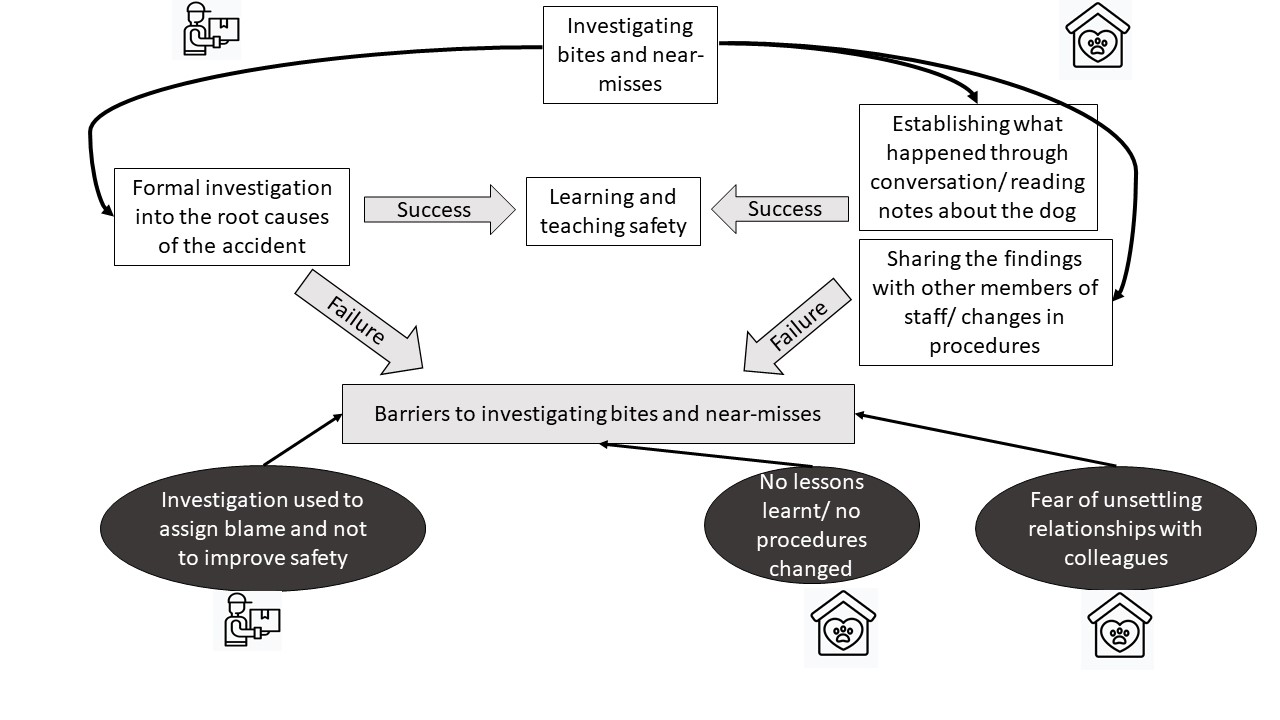 Investigating
bites and near-
misses
Establishing what
happened through
conversation/ reading
notes about the dog
Formal investigation
into the root causes
of the accident
Success
Learning and
teaching safety
Success
Sharing the findings
with other members of
staff/ changes in
procedures
Failure
Failure
Barriers to investigating bites and near-misses
Investigation used to
assign blame and not
to improve safety
No lessons
learnt/ no
procedures
changed
Fear of unsettling
relationships with
colleagues